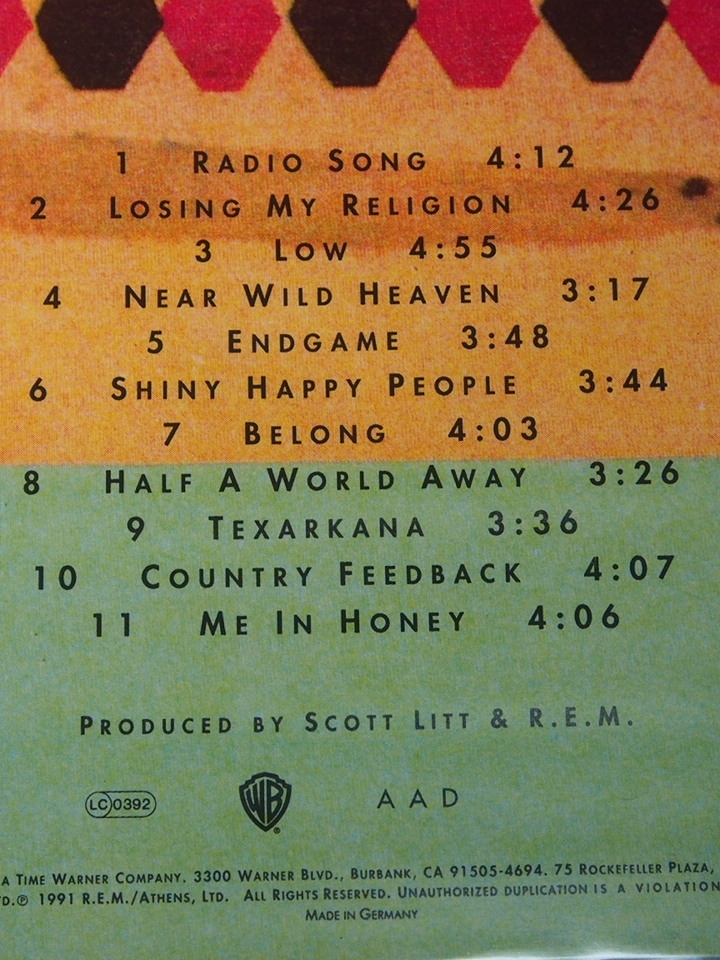 1 RADIO SONG 4:12
2 LOSING MY RELIGION 4:26
3 LOW 4:55
4 NEAR WILD HEAVEN 3:17
5 ENDGAME 3:48
6 SHINY HAPPY PEOPLE 3:44
7 BELONG 4:03
8 HALF A WORLD AWAY 3:26
9 TEXARKANA 3:36
10 COUNTRY FEEDBACK 4:07
11 ME IN HONEY 4:06
PRODUCED BY SCOTT LITT & R.E.M.
LC 0392 WB ® AAD
A TIME WARNER COMPANY. 3300 WARNER BLVD., BURBANK, CA 91505-4694. 75 ROCKEFELLER PLAZA,
TD. ℗ 1991 R.E.M./ATHENS, LTD. ALL RIGHTS RESERVED. UNAUTHORIZED DUPLICATION IS A VIOLATION
MADE IN GERMANY